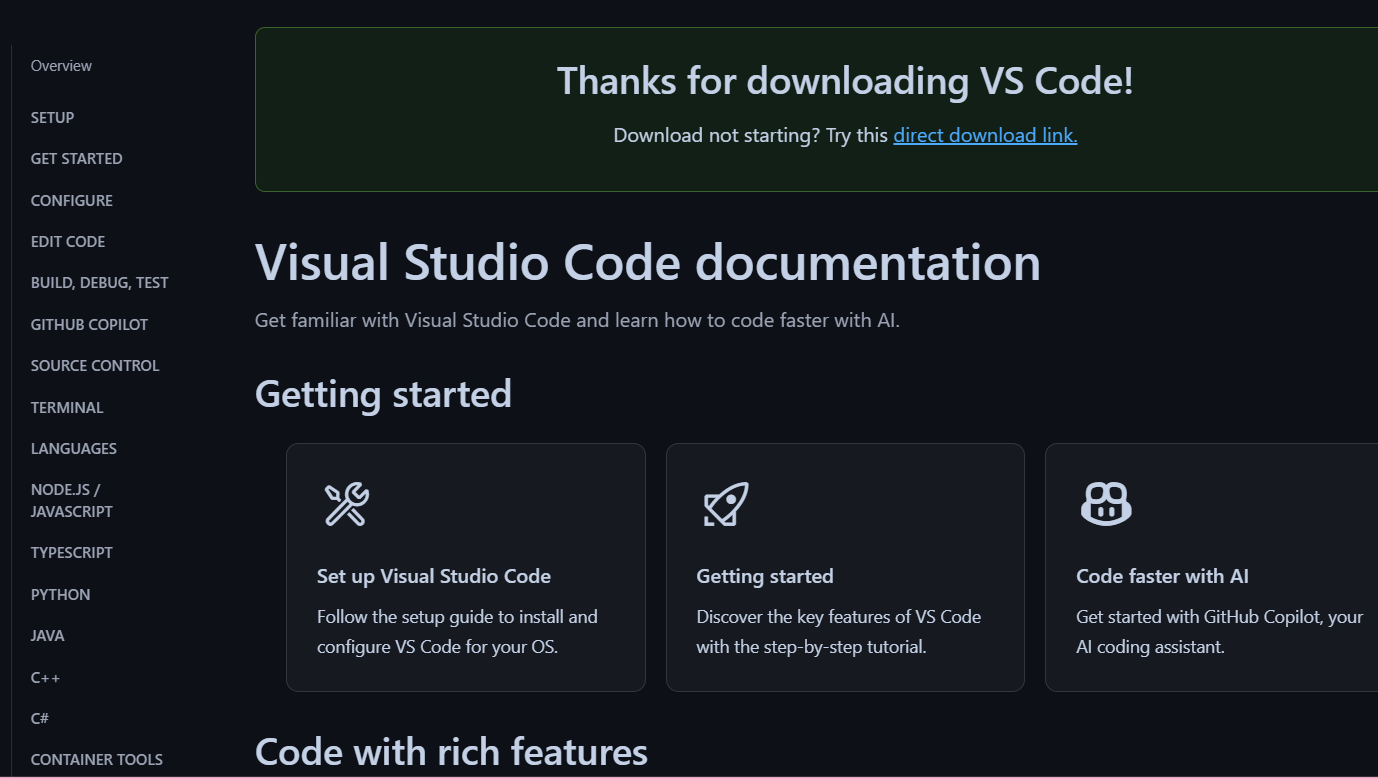 Overview
SETUP
GET STARTED
CONFIGURE
EDIT CODE
BUILD, DEBUG, TEST
GITHUB COPILOT
SOURCE CONTROL
TERMINAL
LANGUAGES
NODE.JS /
JAVASCRIPT
TYPESCRIPT
PYTHON
JAVA
C++
C#
CONTAINER TOOLS
Thanks for downloading VS Code!
Download not starting? Try this direct download link.
Visual Studio Code documentation
Get familiar with Visual Studio Code and learn how to code faster with AI.
Getting started
Set up Visual Studio Code
Follow the setup guide to install and
configure VS Code for your OS.
Getting started
Discover the key features of VS Code
with the step-by-step tutorial.
Code faster with AI
Get started with GitHub Copilot, your
AI coding assistant.
Code with rich features